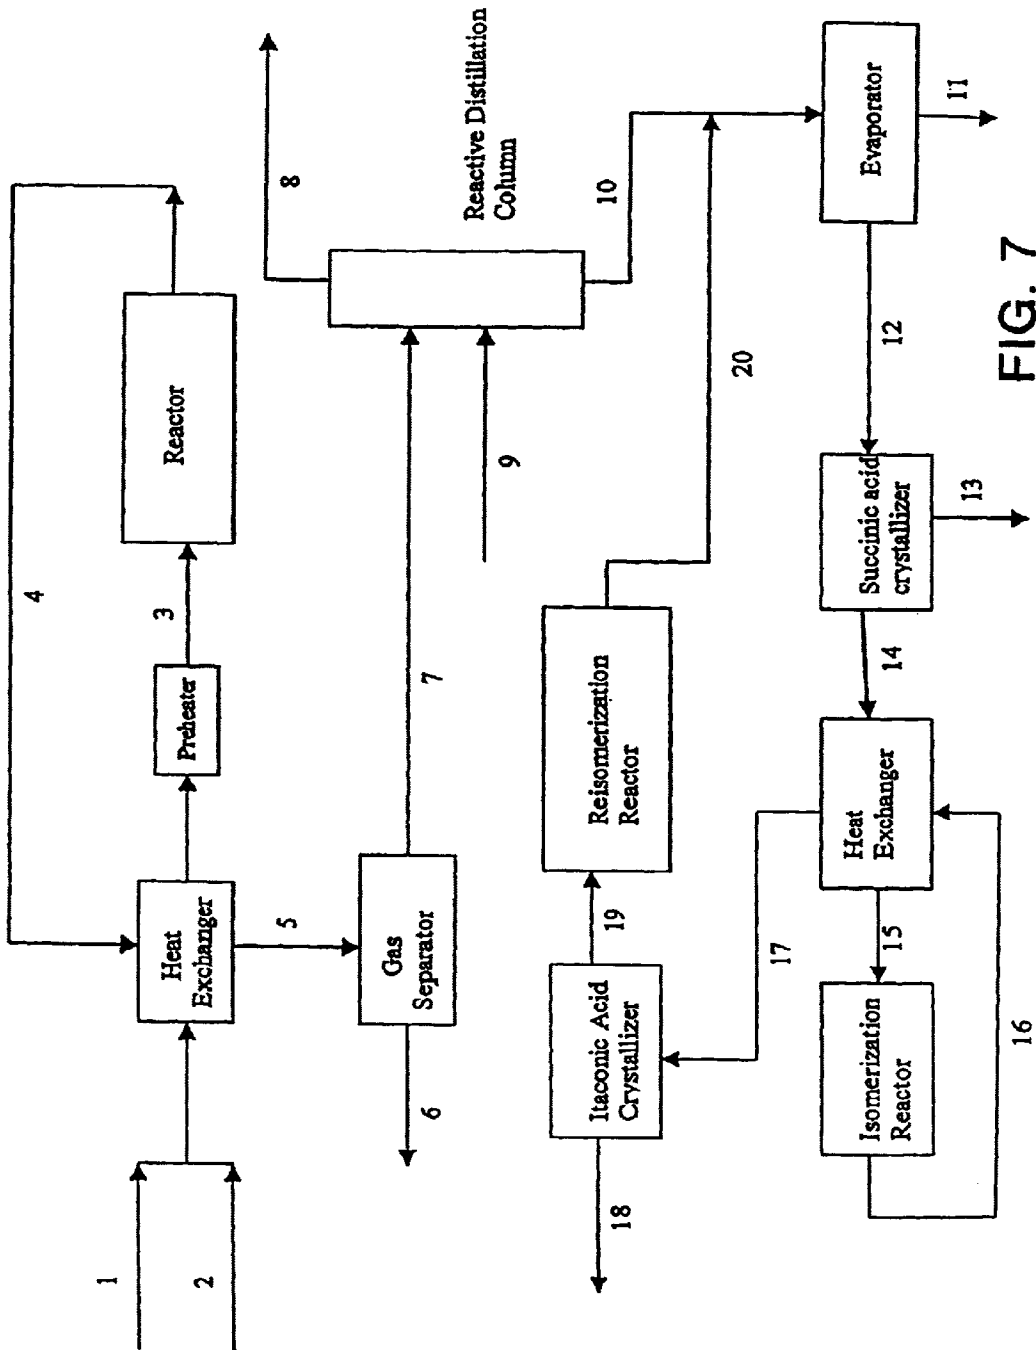 1
2
Heat
Exchanger
Preheater
3
Reactor
4
5
Gas
Separator
6
7
8
Reactive Distillation
Column
9
10
Itaconic Acid
Crystallizer
18
19
Reisomerization
Reactor
20
17
Isomerization
Reactor
15
16
Heat
Exchanger
14
Succinic acid
crystallizer
13
12
Evaporator
11
FIG. 7